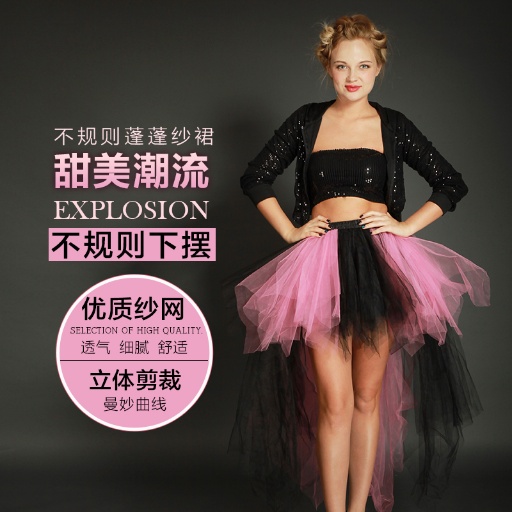 不规则蓬蓬纱裙
甜美潮流
EXPLOSION
不规则下摆
优质纱网
SELECTION OF HIGH QUALITY
透气 细腻 舒适
立体剪裁
曼妙曲线